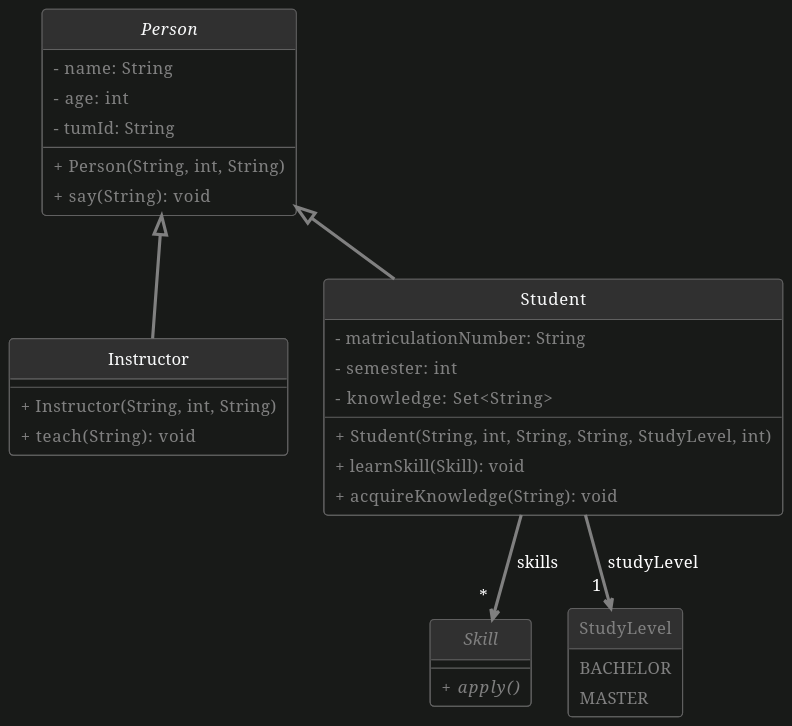 Person
- name: String
- age: int
- tumId: String
+ Person(String, int, String)
+ say(String): void
Student
- matriculationNumber: String
- semester: int
- knowledge: Set<String>
+ Student(String, int, String, String, StudyLevel, int)
+ learnSkill(Skill): void
+ acquireKnowledge(String): void
Instructor
+ Instructor(String, int, String)
+ teach(String): void
skills
*
studyLevel
1
Skill
+ apply()
StudyLevel
BACHELOR
MASTER